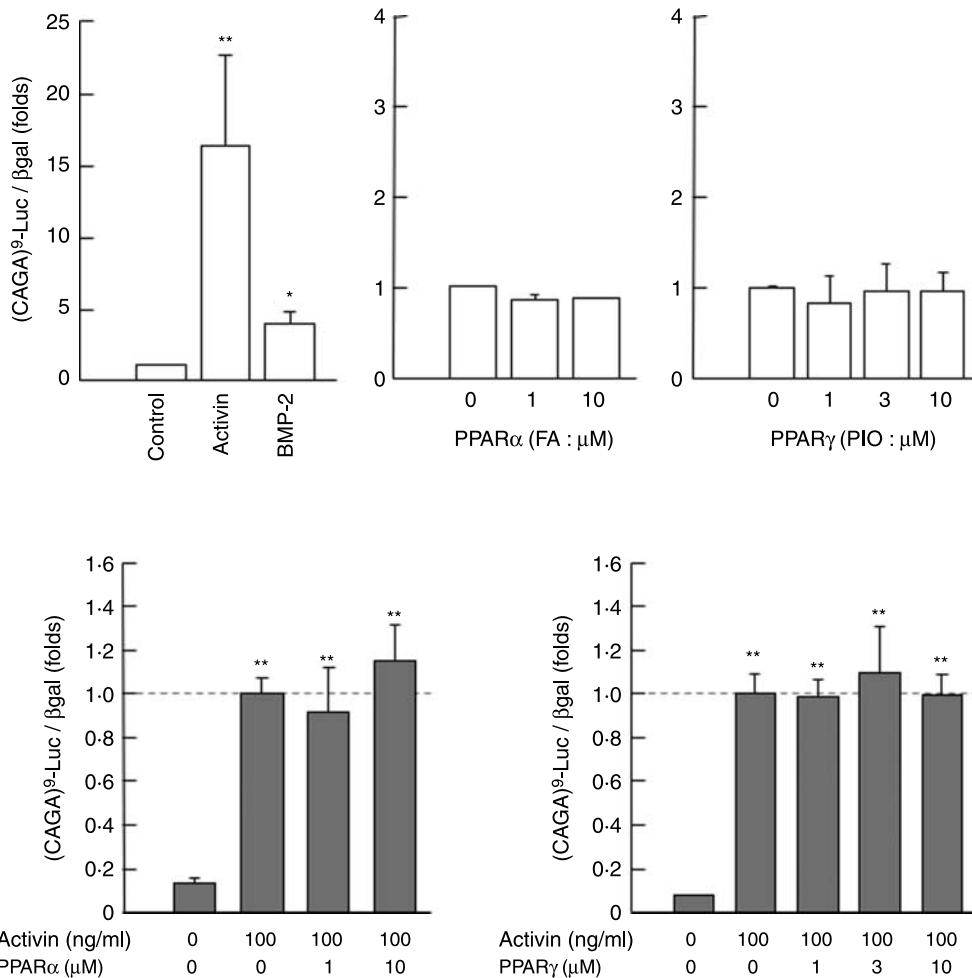 (CAGA)⁹-Luc / βgal (folds)
25
20
15
10
5
0
**
*
Control
Activin
BMP-2
4
3
2
1
0
0 1 10
PPARα (FA : μM)
4
3
2
1
0
0 1 3 10
PPARγ (PIO : μM)
(CAGA)⁹-Luc / βgal (folds)
1·6
1·4
1·2
1·0
0·8
0·6
0·4
0·2
0
** ** **
Activin (ng/ml) 0 100 100 100
PPARα (μM) 0 0 1 10
(CAGA)⁹-Luc / βgal (folds)
1·6
1·4
1·2
1·0
0·8
0·6
0·4
0·2
0
** ** ** **
Activin (ng/ml) 0 100 100 100 100
PPARγ (μM) 0 0 1 3 10